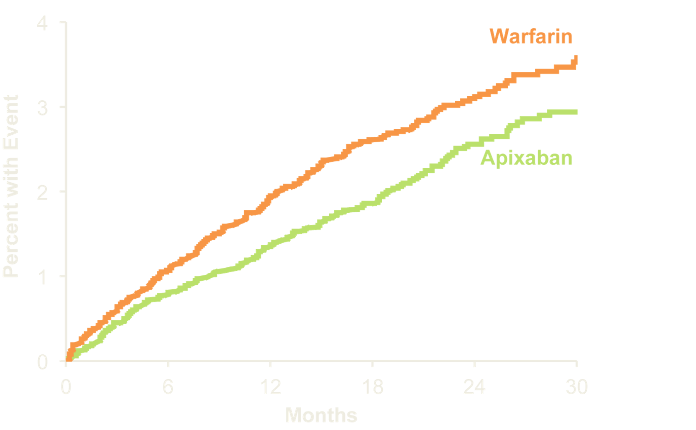 4
Warfarin
3
Apixaban
2
1
0
Percent with Event
0 6 12 18 24 30
Months